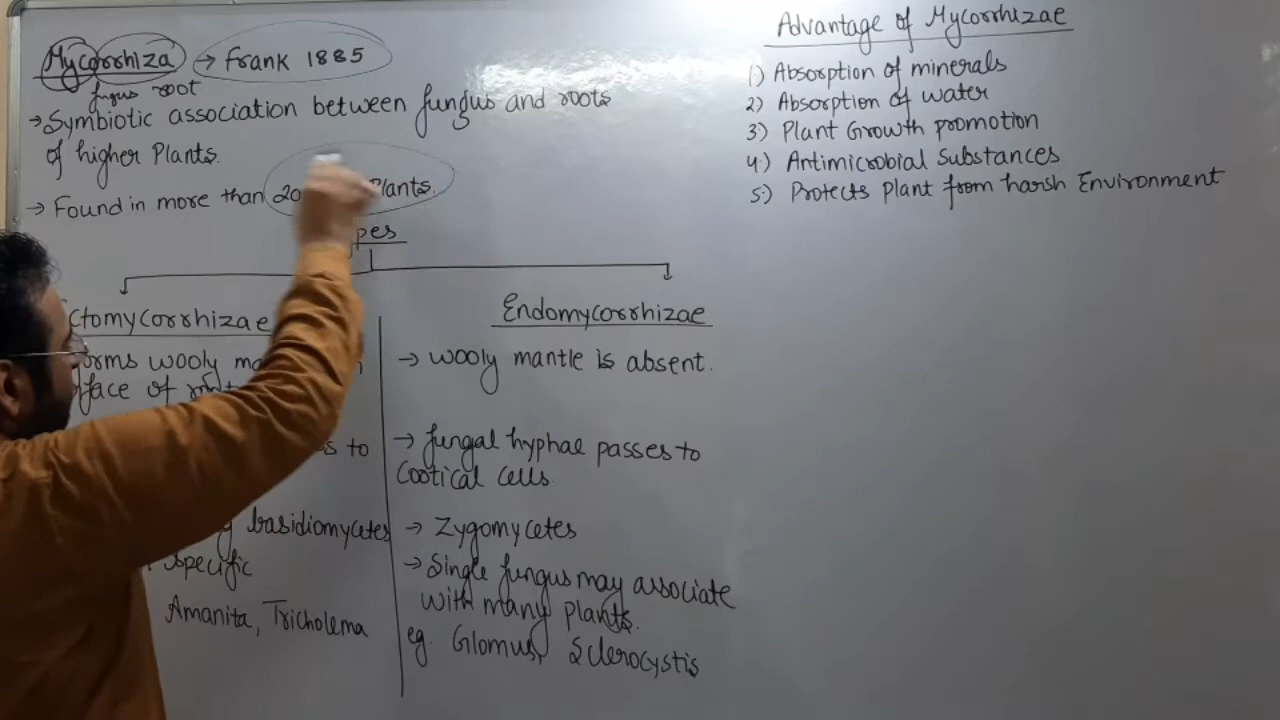 Mycorrhiza → Frank 1885
fungus root
→ Symbiotic association between fungus and roots
of higher Plants.
→ Found in more than Plants.
Ectomycorrhizae
wooly
of
to
basidiomycetes
specific
Amanita, Tricholema
Endomycorrhizae
→ wooly mantle is absent.
→ fungal hyphae passes to
Cortical cells.
→ Zygomycetes
→ Single fungus may associate
with many plants.
eg. Glomus, Sclerocystis
Advantage of Mycorrhizae
1) Absorption of minerals
2) Absorption of water
3) Plant Growth promotion
4) Antimicrobial Substances
5) Protects Plant from harsh Environment